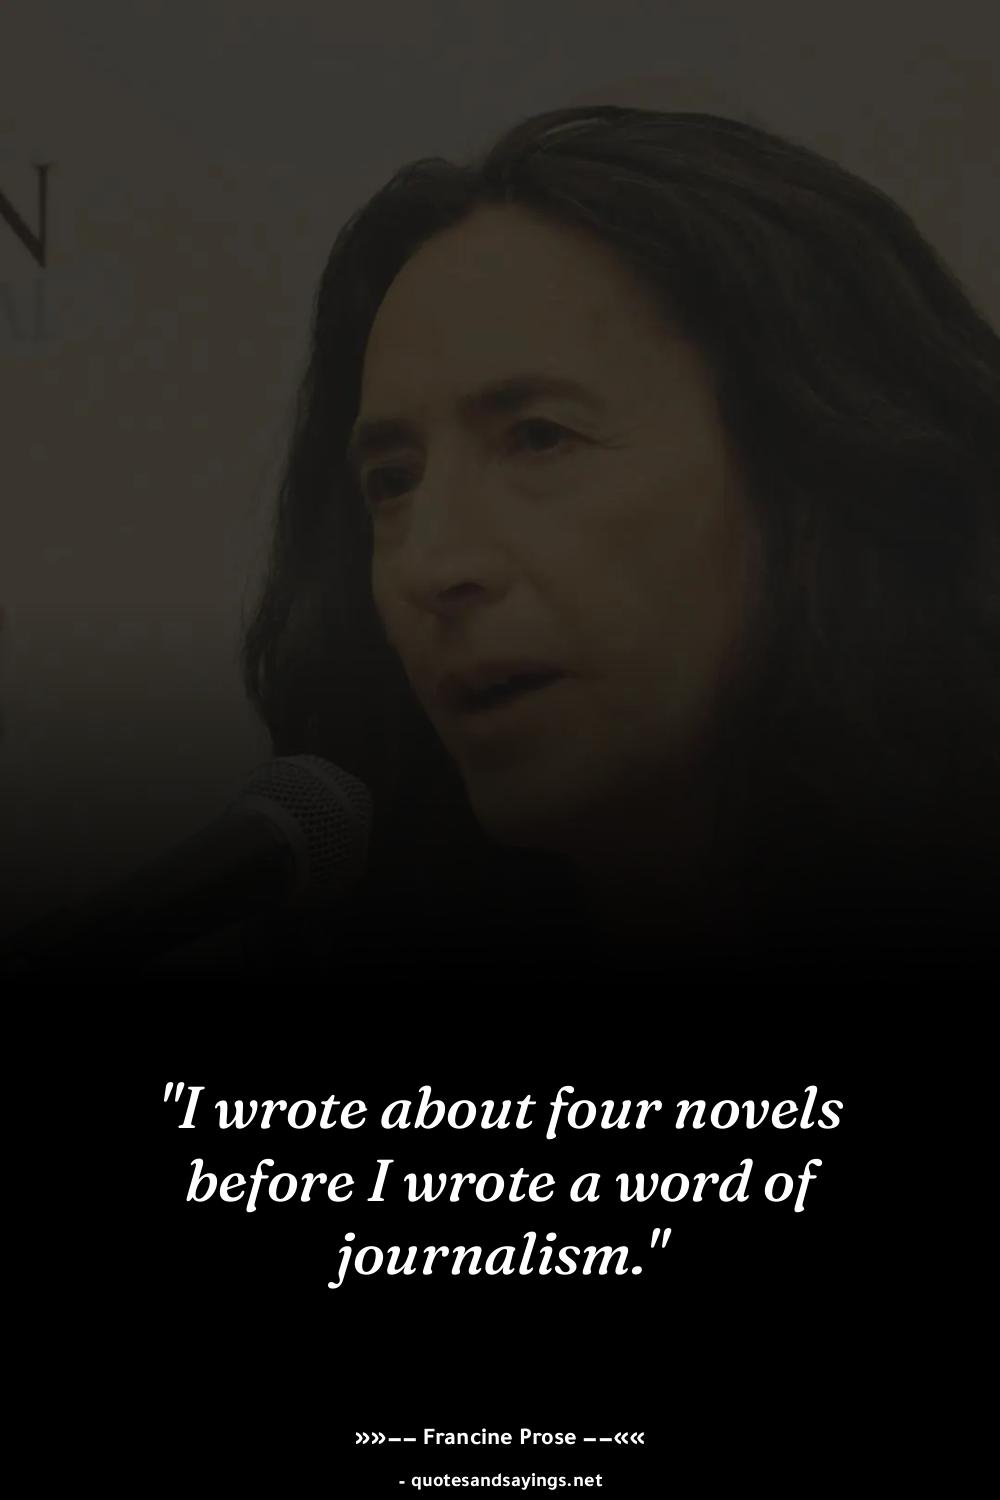 N
"I wrote about four novels
before I wrote a word of
journalism."
»»—— Francine Prose ——««
- quotesandsayings.net